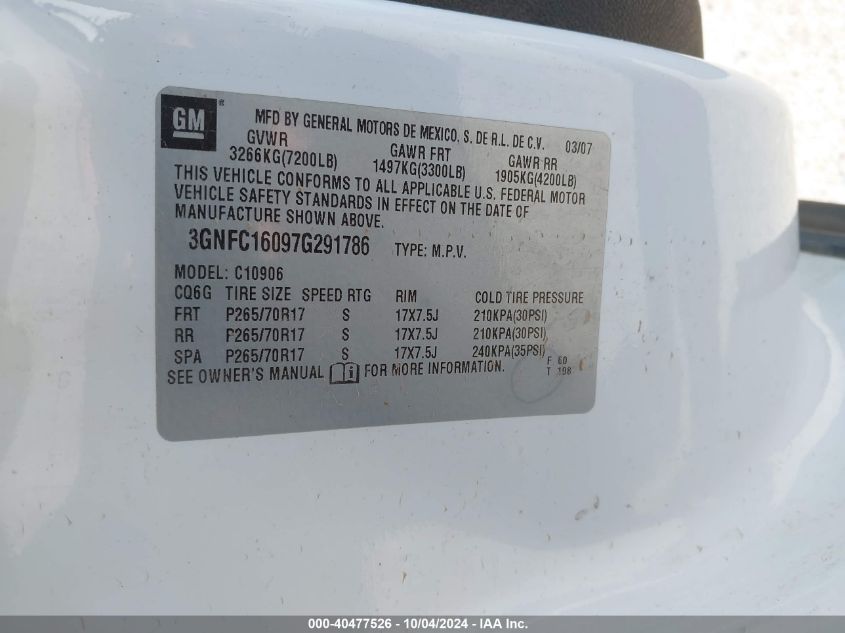 GM ®
MFD BY GENERAL MOTORS DE MEXICO, S. DE R.L. DE C.V. 03/07
GVWR GAWR FRT GAWR RR
3266KG(7200LB) 1497KG(3300LB) 1905KG(4200LB)
THIS VEHICLE CONFORMS TO ALL APPLICABLE U.S. FEDERAL MOTOR
VEHICLE SAFETY STANDARDS IN EFFECT ON THE DATE OF
MANUFACTURE SHOWN ABOVE.
3GNFC16097G291786 TYPE: M.P.V.
MODEL: C10906
CQ6G TIRE SIZE SPEED RTG RIM COLD TIRE PRESSURE
FRT P265/70R17 S 17X7.5J 210KPA(30PSI)
RR P265/70R17 S 17X7.5J 210KPA(30PSI)
SPA P265/70R17 S 17X7.5J 240KPA(35PSI)
SEE OWNER'S MANUAL i FOR MORE INFORMATION.
F 60
T 198
000-40477526 - 10/04/2024 - IAA Inc.